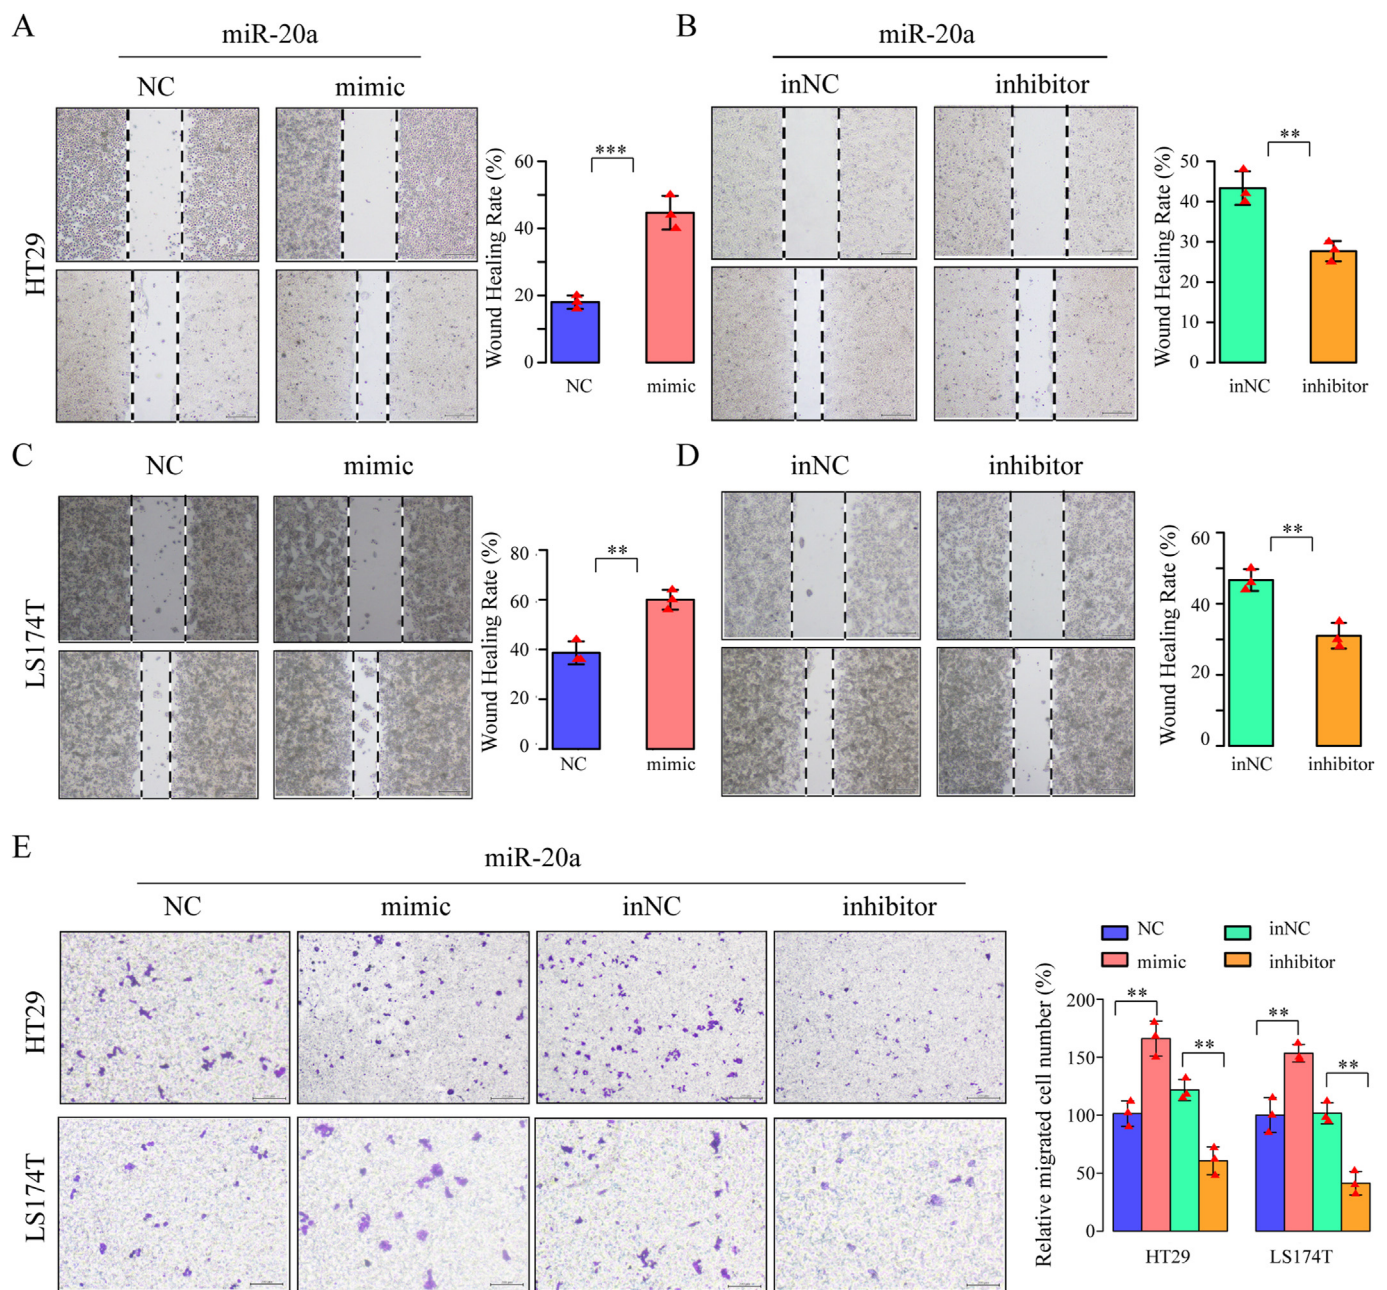 A
miR-20a
NC
mimic
HT29
Wound Healing Rate (%)
60
40
20
0
***
NC
mimic
B
miR-20a
inNC
inhibitor
Wound Healing Rate (%)
50
40
30
20
10
0
**
inNC
inhibitor
C
NC
mimic
LS174T
Wound Healing Rate (%)
80
60
40
20
0
**
NC
mimic
D
inNC
inhibitor
Wound Healing Rate (%)
60
40
20
0
**
inNC
inhibitor
E
miR-20a
NC
mimic
inNC
inhibitor
HT29
LS174T
NC
inNC
mimic
inhibitor
Relative migrated cell number (%)
200
150
100
50
0
**
**
**
**
HT29
LS174T